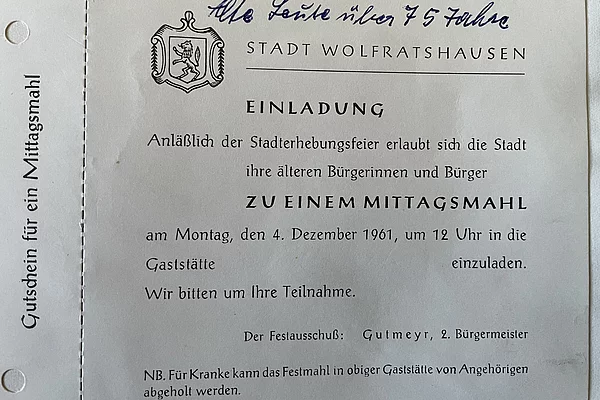 Alte Leute über 75 Jahre
STADT WOLFRATSHAUSEN
EINLADUNG
Anläßlich der Stadterhebungsfeier erlaubt sich die Stadt
ihre älteren Bürgerinnen und Bürger
ZU EINEM MITTAGSMAHL
am Montag, den 4. Dezember 1961, um 12 Uhr in die
Gaststätte einzuladen.
Wir bitten um Ihre Teilnahme.
Der Festausschuß: Gutmeyr, 2. Bürgermeister
NB. Für Kranke kann das Festmahl in obiger Gaststätte von Angehörigen
abgeholt werden.
Gutschein für ein Mittagsmahl